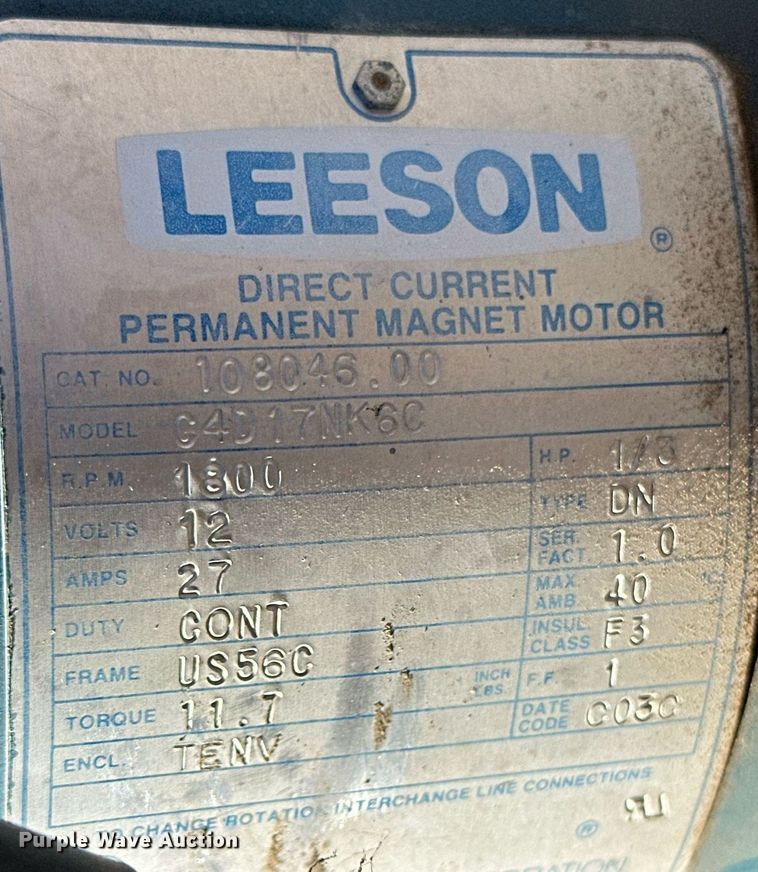 LEESON
®
DIRECT CURRENT
PERMANENT MAGNET MOTOR
CAT. NO. 108046.00
MODEL C4D17NK6C
R.P.M. 1800 H.P. 1/3
VOLTS 12 TYPE DN
AMPS 27 SER. FACT. 1.0
DUTY CONT MAX. AMB. 40 °C
FRAME US56C INSUL CLASS F3
TORQUE 11.7 INCH LBS. F.F. 1
ENCL. TENV DATE CODE C03C
TO CHANGE ROTATION INTERCHANGE LINE CONNECTIONS
®
Purple Wave Auction